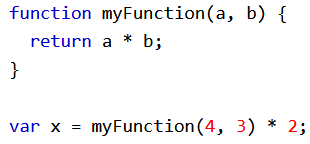 function myFunction(a, b) {
  return a * b;
}

var x = myFunction(4, 3) * 2;